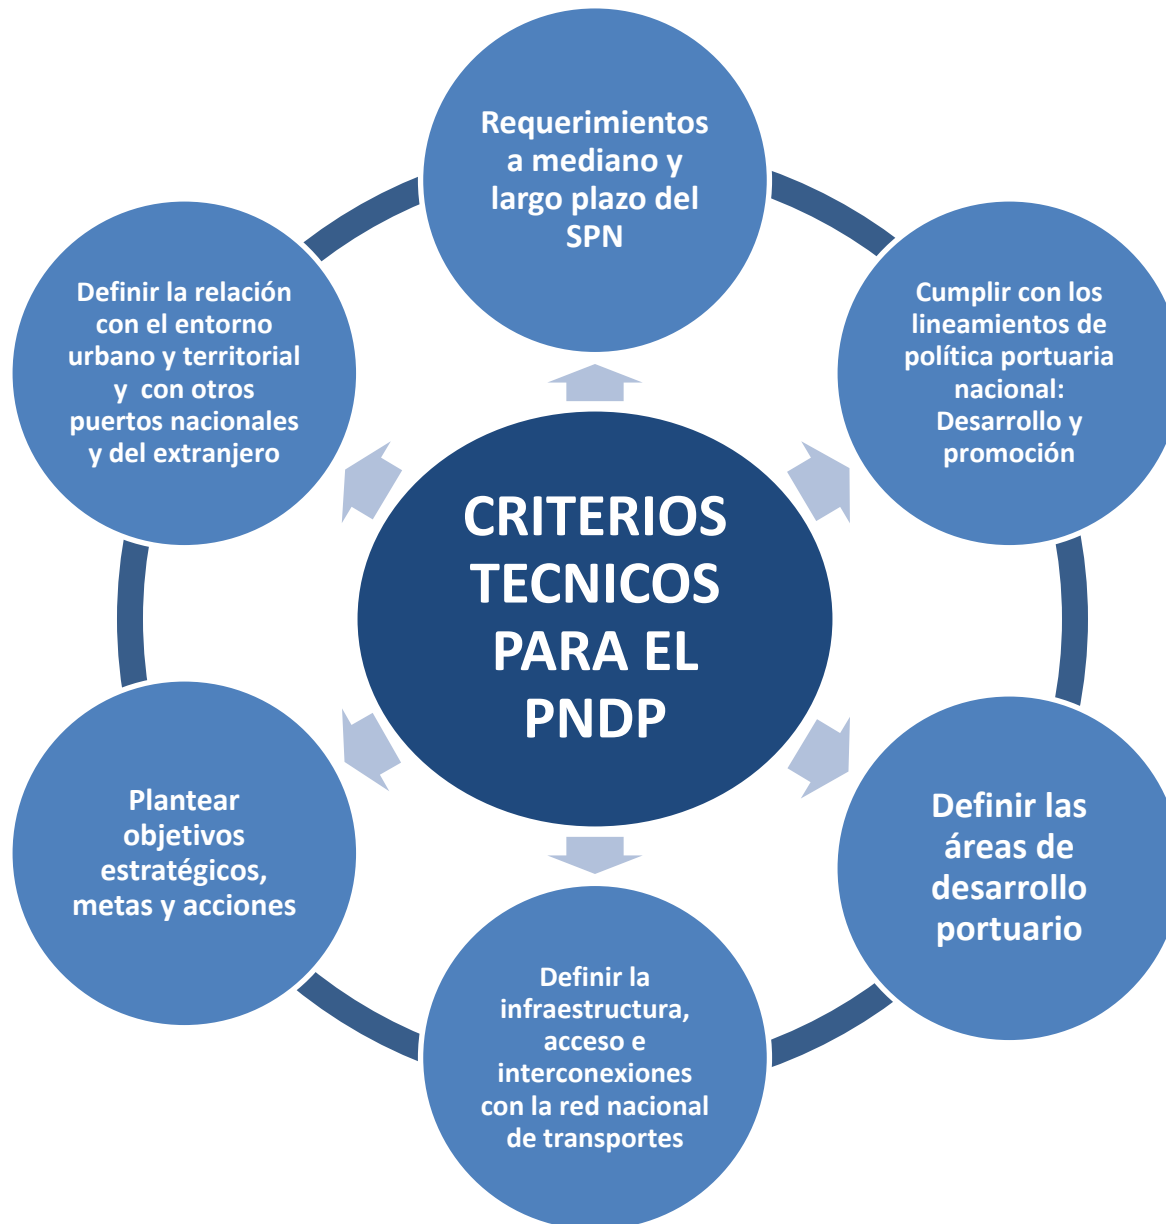 Requerimientos
a mediano y
largo plazo del
SPN
Cumplir con los
lineamientos de
política portuaria
nacional:
Desarrollo y
promoción
Definir las
áreas de
desarrollo
portuario
Definir la
infraestructura,
acceso e
interconexiones
con la red nacional
de transportes
Plantear
objetivos
estratégicos,
metas y acciones
Definir la relación
con el entorno
urbano y territorial
y con otros
puertos nacionales
y del extranjero
CRITERIOS
TECNICOS
PARA EL
PNDP